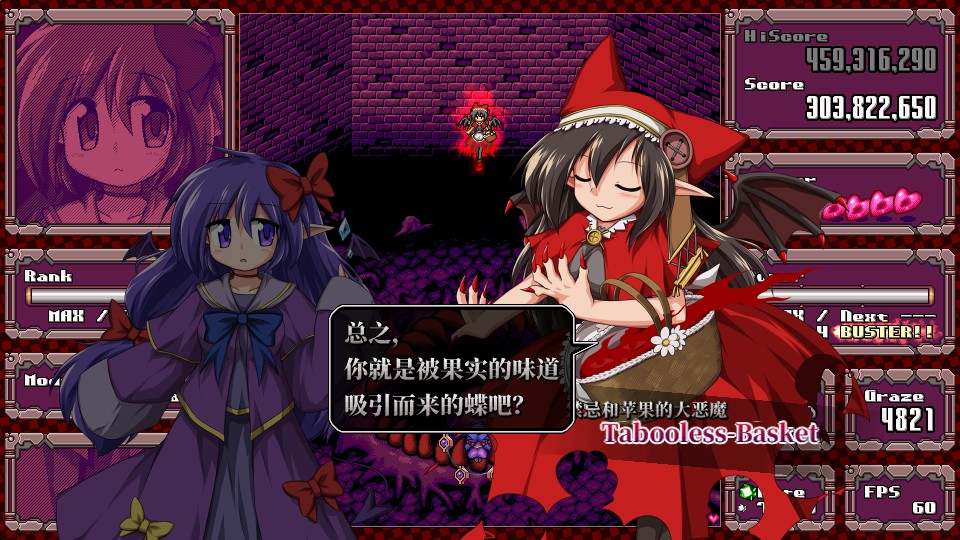 HiScore
459,316,290
Score
303,822,650
Rank
MAX /
/ Next ---
BUSTER!!
总之,
你就是被果实的味道
吸引而来的蝶吧?
禁忌和苹果的大恶魔
Tabooless-Basket
Graze
4821
FPS
60